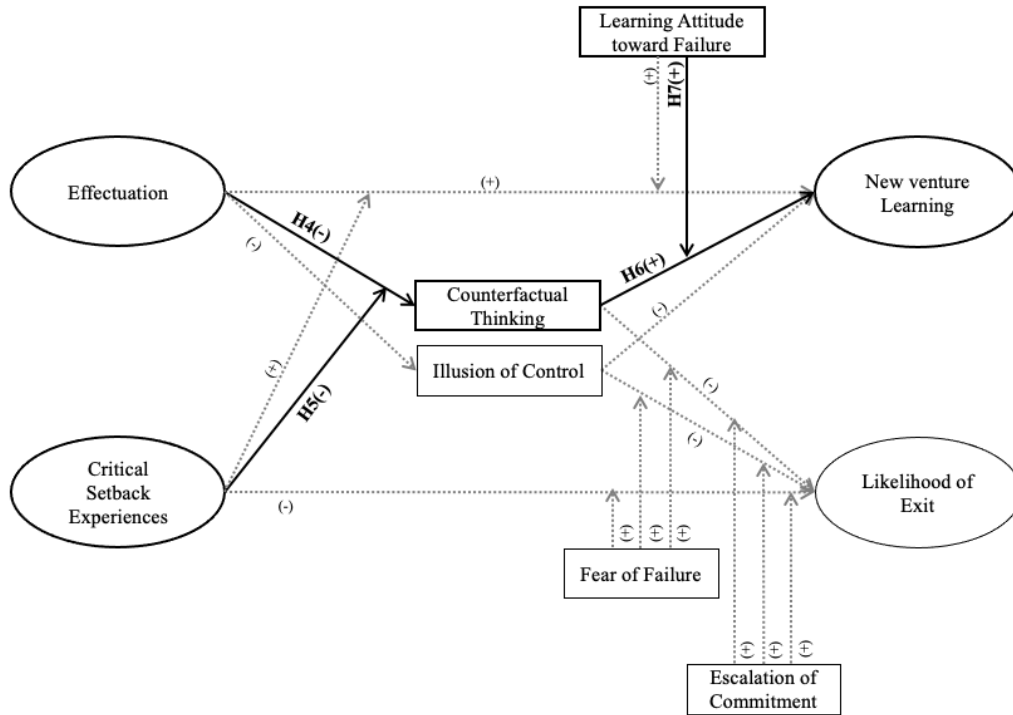 Learning Attitude
toward Failure
(+)
H7(+)
Effectuation
(+)
New venture
Learning
H4(-)
(-)
H6(+)
Counterfactual
Thinking
(-)
Illusion of Control
(+)
H5(-)
(-)
(-)
Critical
Setback
Experiences
(-)
Likelihood of
Exit
(+)
(+)
(+)
Fear of Failure
(+)
(+)
(+)
Escalation of
Commitment